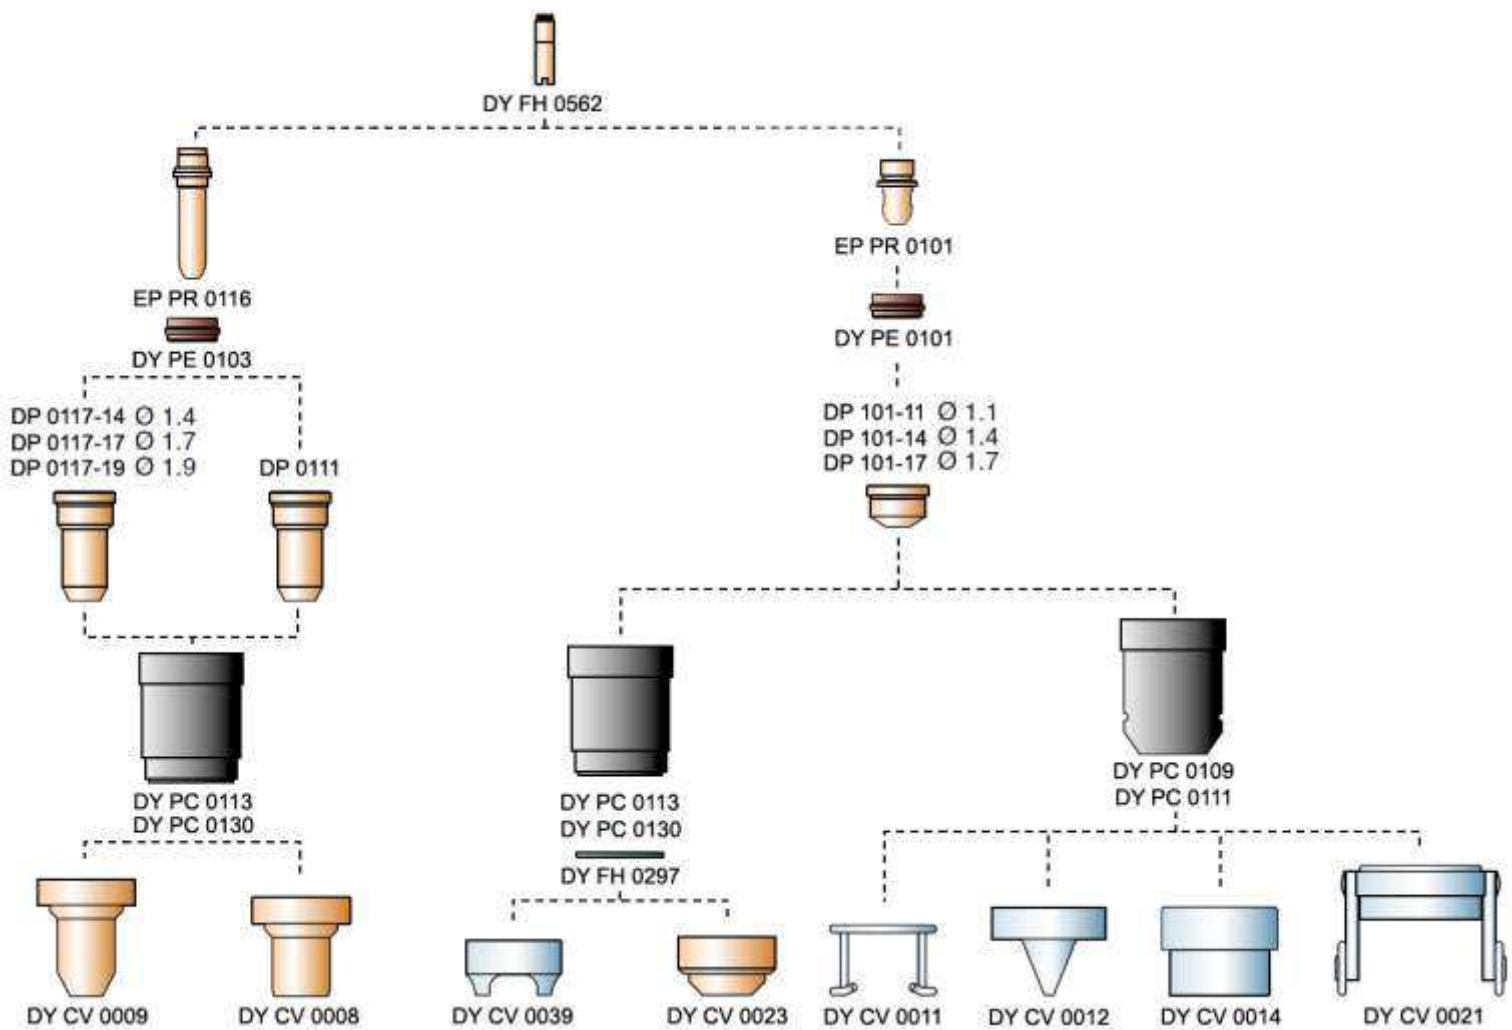 DY FH 0562
EP PR 0116
DY PE 0103
DP 0117-14 Ø 1.4
DP 0117-17 Ø 1.7
DP 0117-19 Ø 1.9
DP 0111
EP PR 0101
DY PE 0101
DP 101-11 Ø 1.1
DP 101-14 Ø 1.4
DP 101-17 Ø 1.7
DY PC 0113
DY PC 0130
DY PC 0113
DY PC 0130
DY FH 0297
DY PC 0109
DY PC 0111
DY CV 0009
DY CV 0008
DY CV 0039
DY CV 0023
DY CV 0011
DY CV 0012
DY CV 0014
DY CV 0021